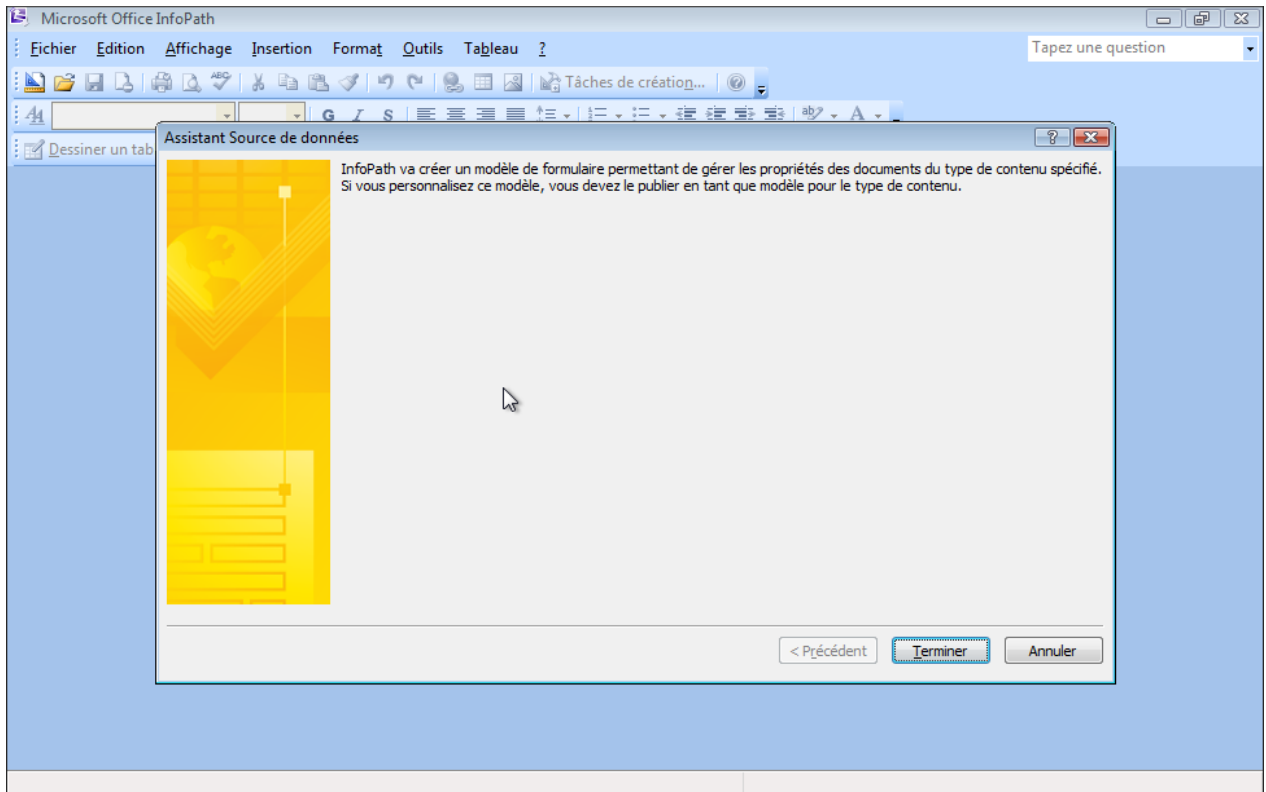 Microsoft Office InfoPath
Fichier Edition Affichage Insertion Format Outils Tableau ? Tapez une question
ABC Tâches de création...
A4 G I S ab A
Dessiner un tab
Assistant Source de données
InfoPath va créer un modèle de formulaire permettant de gérer les propriétés des documents du type de contenu spécifié.
Si vous personnalisez ce modèle, vous devez le publier en tant que modèle pour le type de contenu.
< Précédent Terminer Annuler